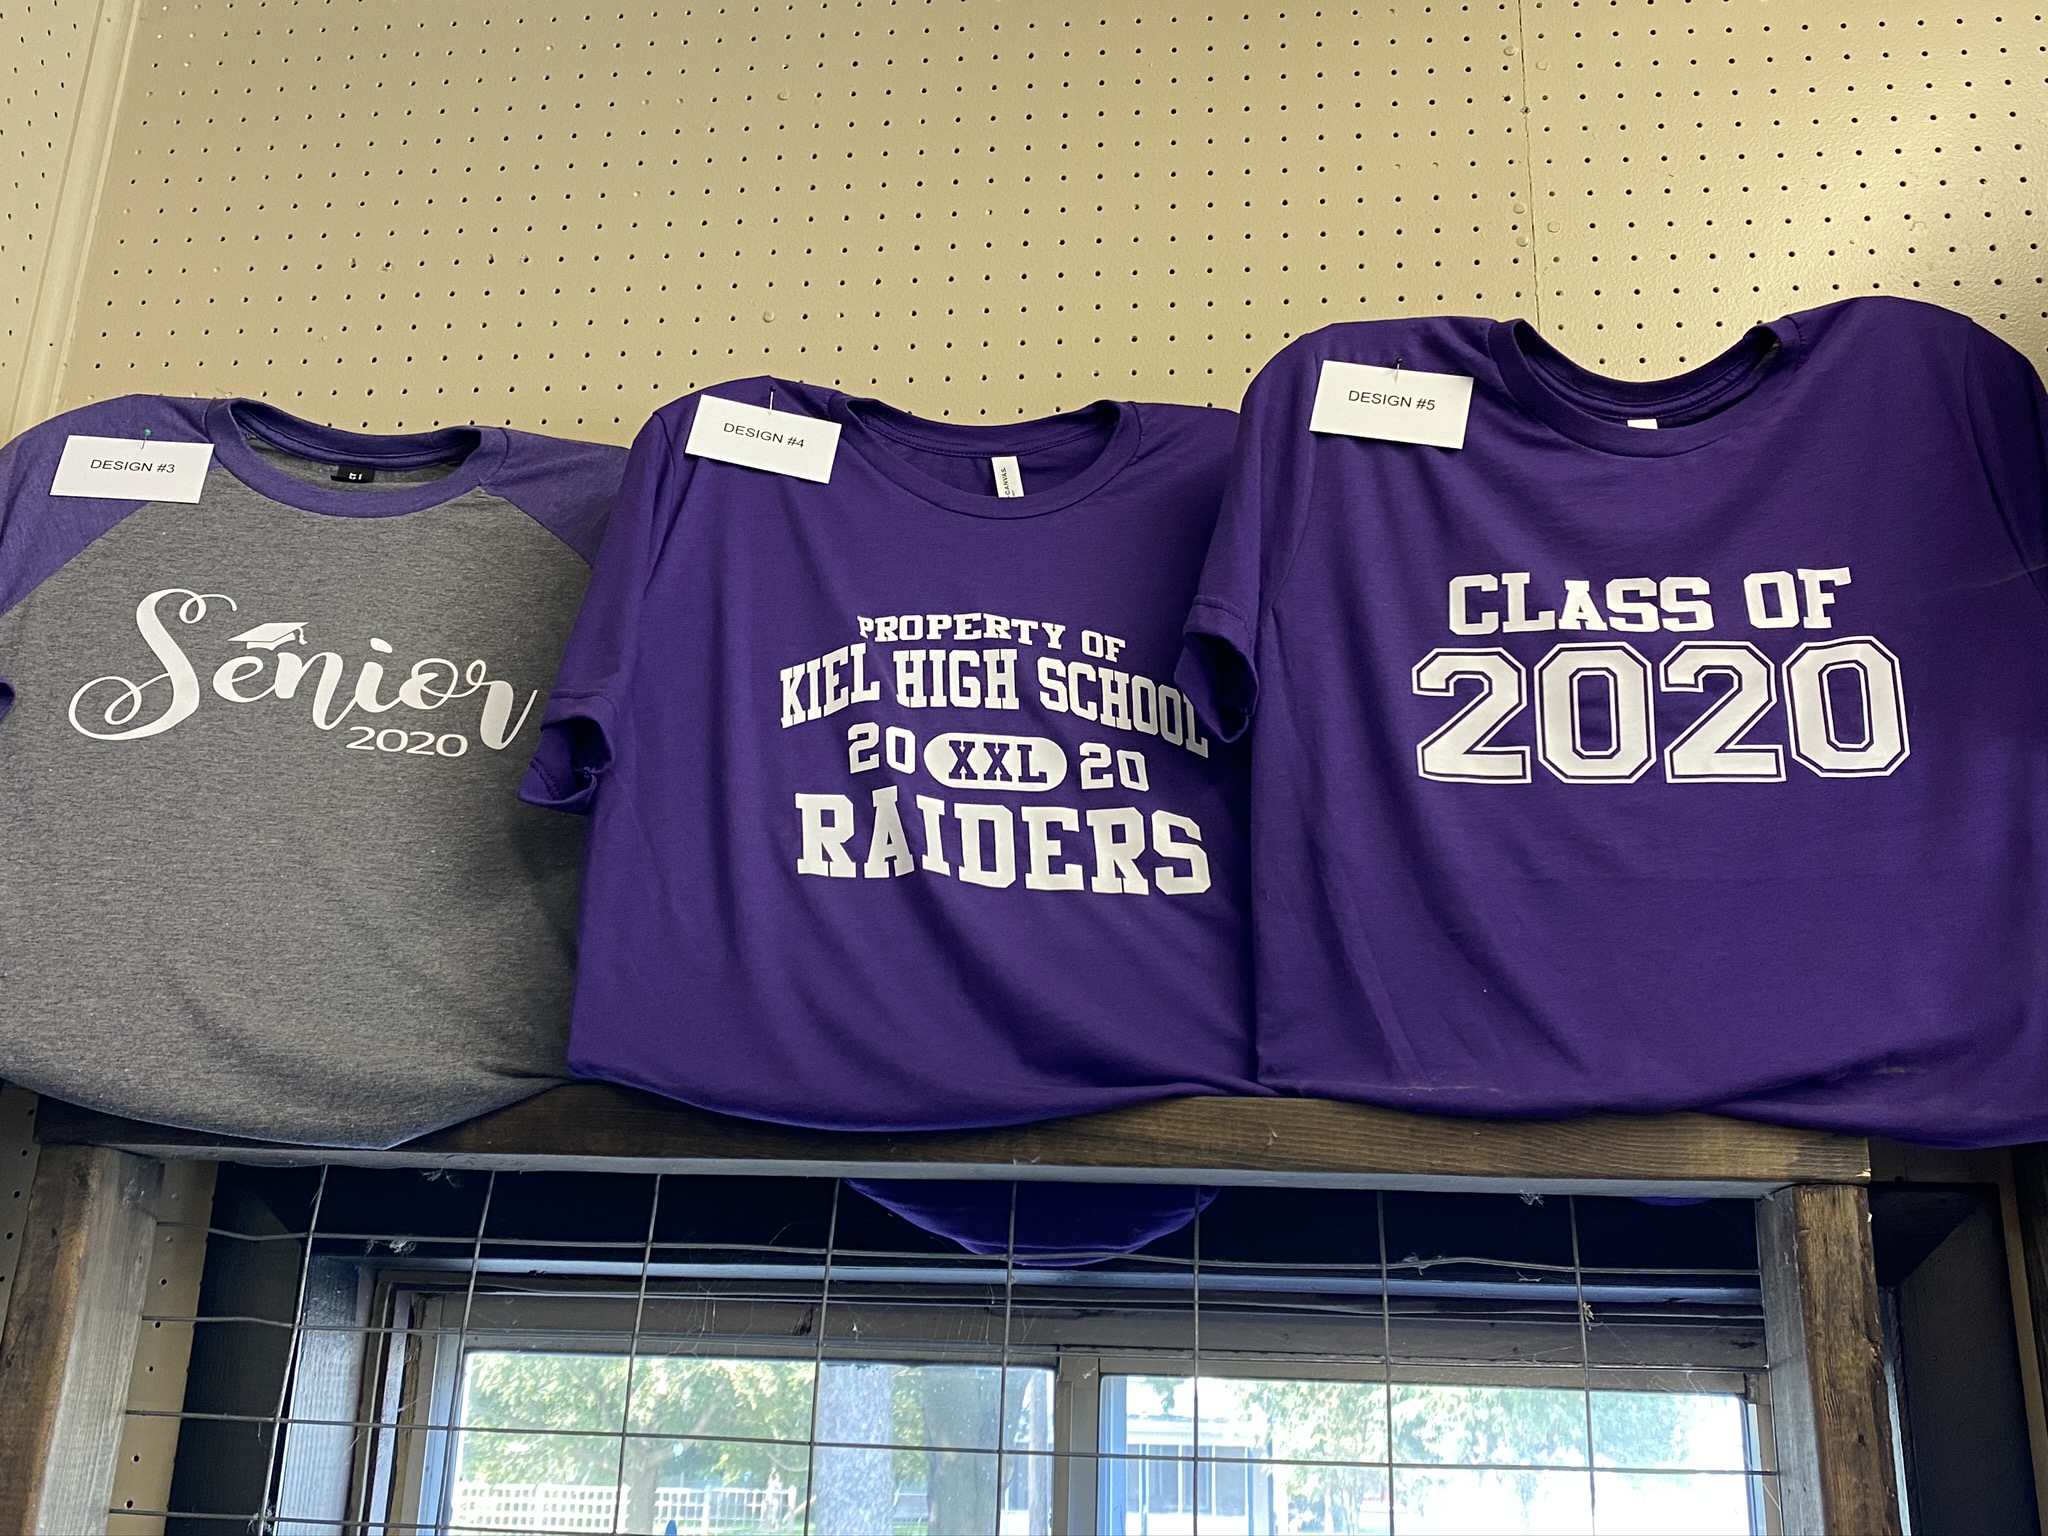 DESIGN #3
Senior
2020
DESIGN #4
CANVAS.
PROPERTY OF
KIEL HIGH SCHOOL
20 XXL 20
RAIDERS
DESIGN #5
CLASS OF
2020